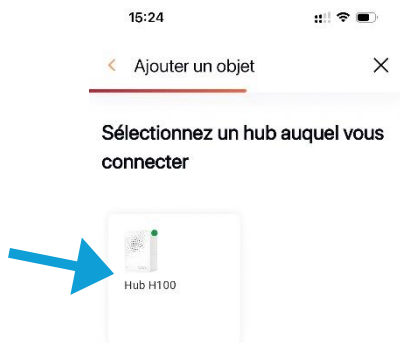 15:24
Ajouter un objet
Sélectionnez un hub auquel vous
connecter
Hub H100